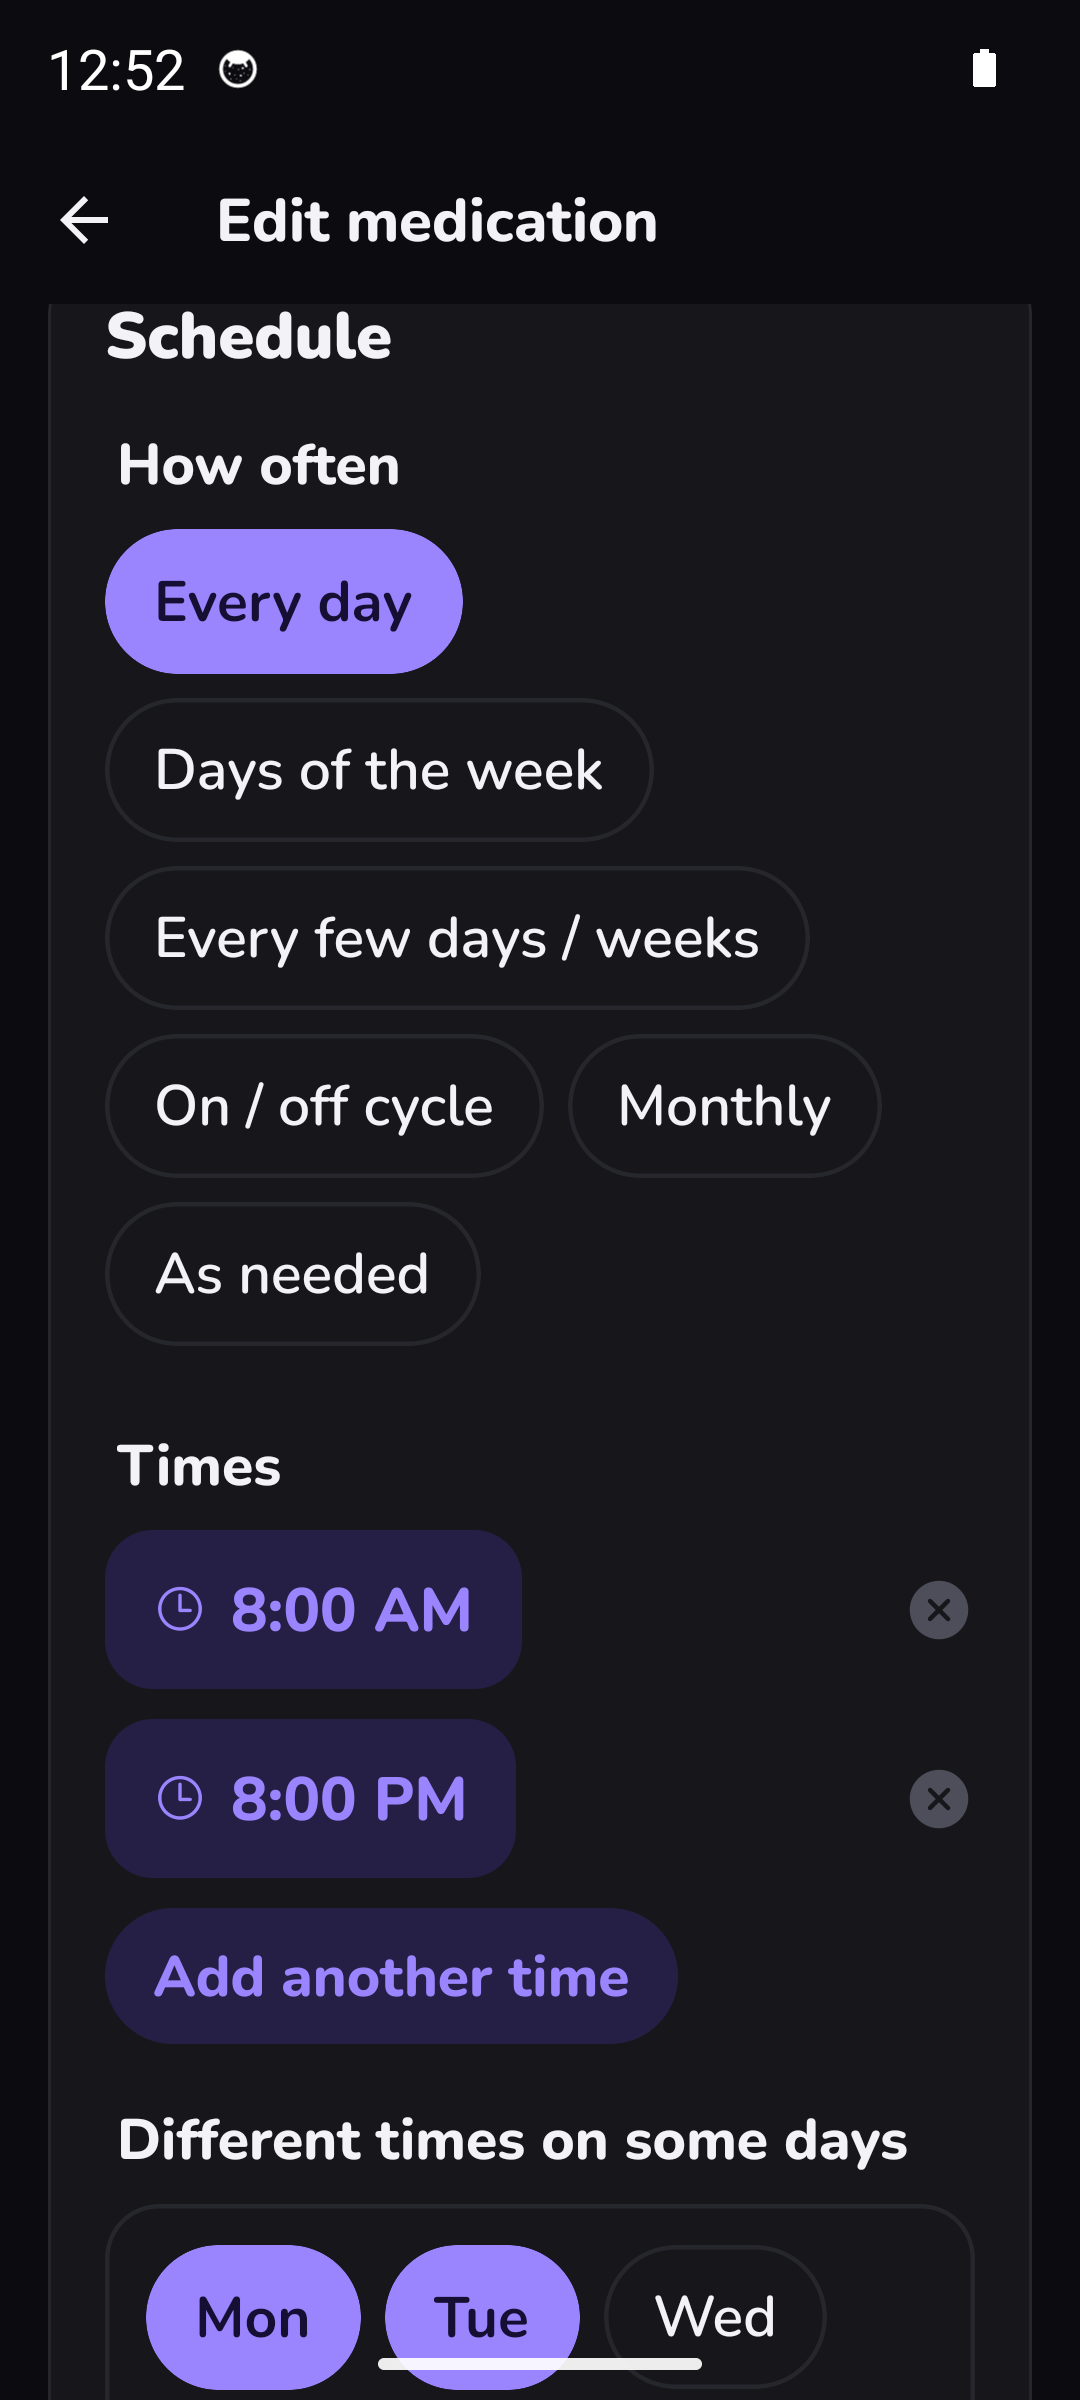 12:52
Edit medication
Schedule
How often
Every day
Days of the week
Every few days / weeks
On / off cycle
Monthly
As needed
Times
8:00 AM
8:00 PM
Add another time
Different times on some days
Mon
Tue
Wed